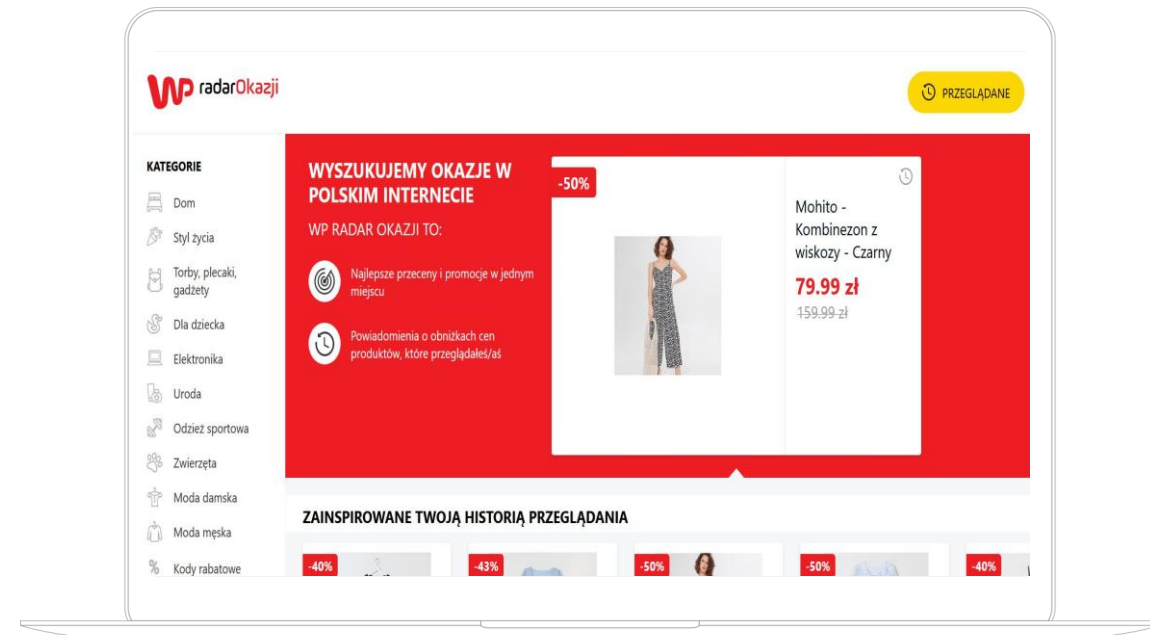 WP radarOkazji
PRZEGLĄDANE
KATEGORIE
Dom
Styl życia
Torby, plecaki,
gadżety
Dla dziecka
Elektronika
Uroda
Odzież sportowa
Zwierzęta
Moda damska
Moda męska
% Kody rabatowe
WYSZUKUJEMY OKAZJE W
POLSKIM INTERNECIE
WP RADAR OKAZJI TO:
Najlepsze przeceny i promocje w jednym
miejscu
Powiadomienia o obniżkach cen
produktów, które przeglądałeś/aś
-50%
Mohito -
Kombinezon z
wiskozy - Czarny
79.99 zł
159.99 zł
ZAINSPIROWANE TWOJĄ HISTORIĄ PRZEGLĄDANIA
-40%
-43%
-50%
-50%
-40%